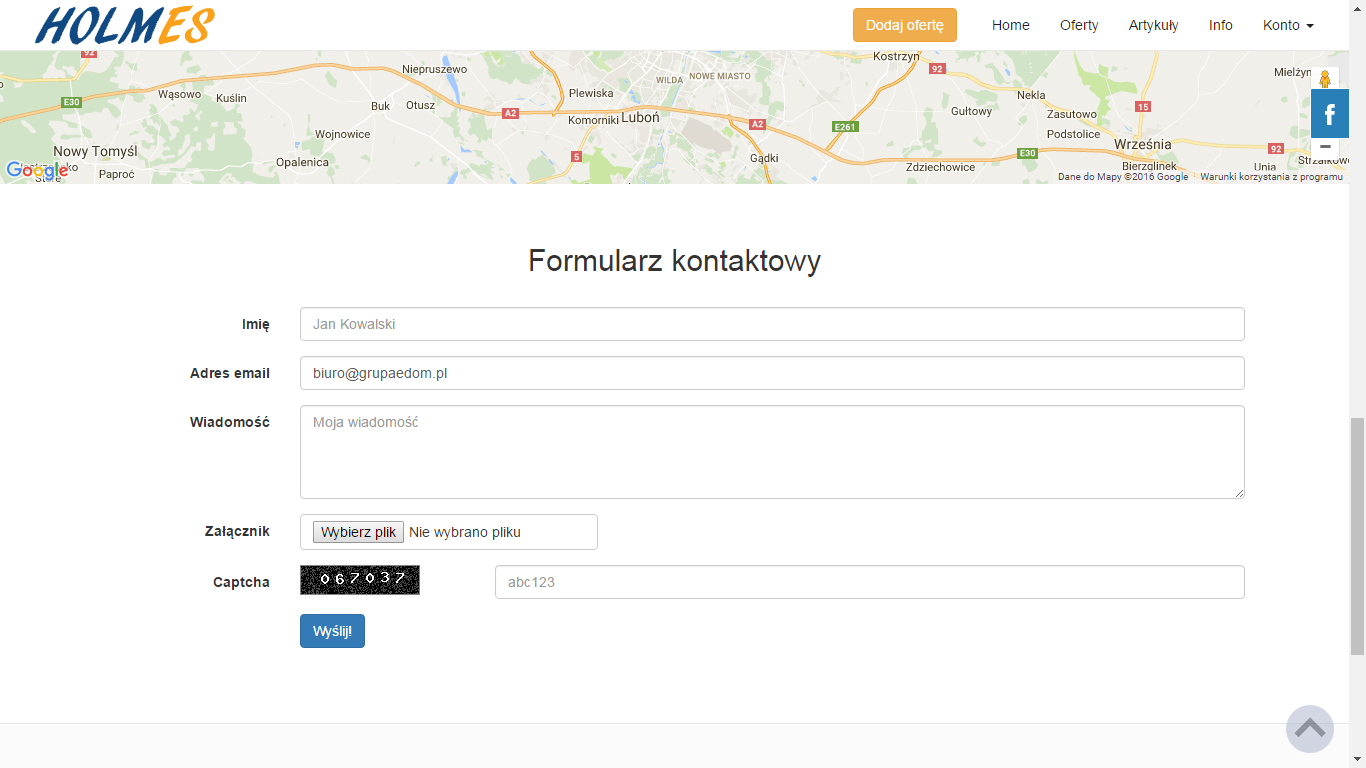 HOLMES
Dodaj ofertę Home Oferty Artykuły Info Konto
92
Niepruszewo
WILDA
NOWE MIASTO
Kostrzyn
92
Mielżyn
E30
Wąsowo
Kuślin
Buk
Otusz
Plewiska
A2
Komorniki
Luboń
A2
E261
Nekla
Gułtowy
15
Zasutowo
Wojnowice
Podstolice
Nowy Tomyśl
Opalenica
5
Gądki
Zdziechowice
E30
Września
92
Paproć
Bierzglinek
Unia
Google
Dane do Mapy ©2016 Google Warunki korzystania z programu
f
Formularz kontaktowy
Imię Jan Kowalski
Adres email biuro@grupaedom.pl
Wiadomość Moja wiadomość
Załącznik Wybierz plik Nie wybrano pliku
Captcha 067037 abc123
Wyślij!